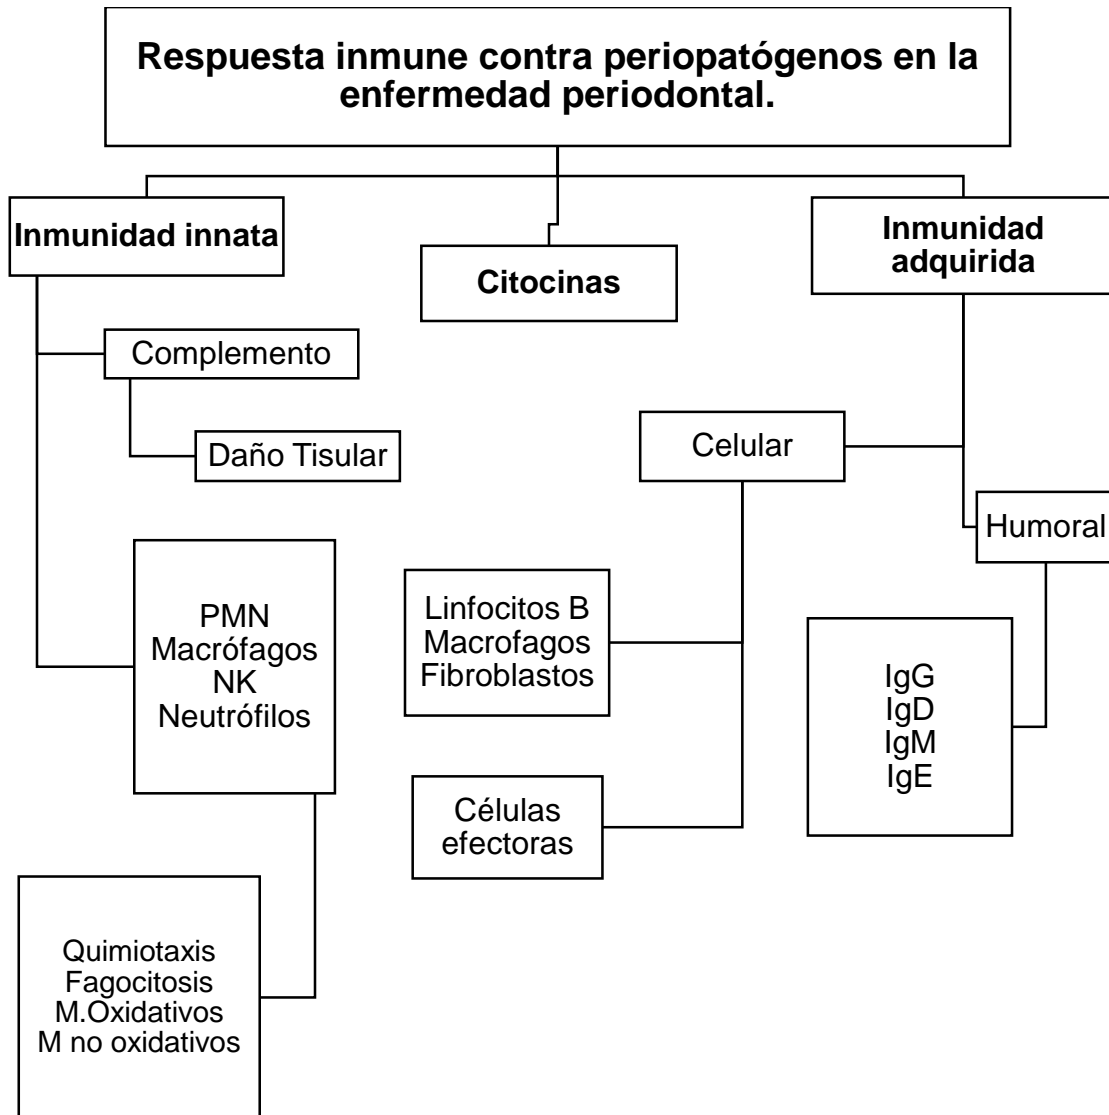 Respuesta inmune contra periopatógenos en la
enfermedad periodontal.
Inmunidad innata
Citocinas
Inmunidad
adquirida
Complemento
Daño Tisular
Celular
Humoral
PMN
Macrófagos
NK
Neutrófilos
Linfocitos B
Macrofagos
Fibroblastos
IgG
IgD
IgM
IgE
Células
efectoras
Quimiotaxis
Fagocitosis
M.Oxidativos
M no oxidativos